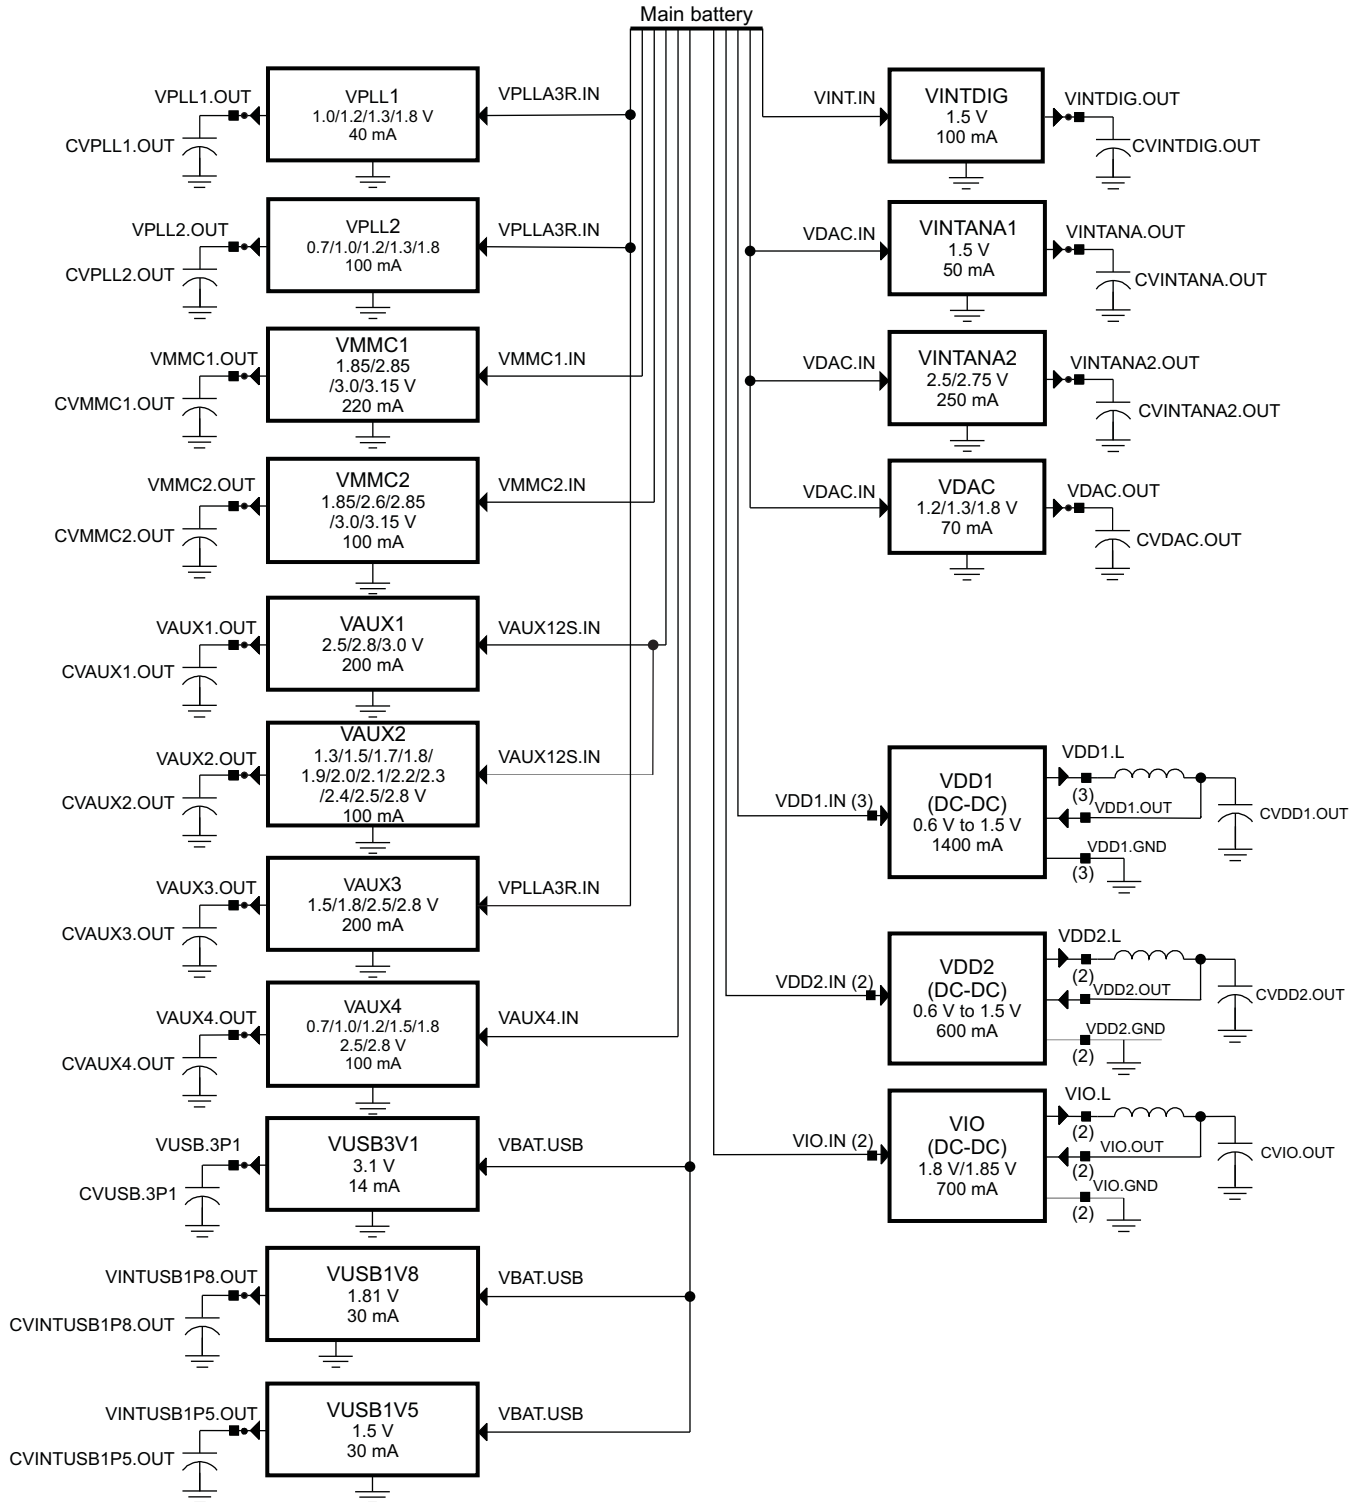 Main battery
VPLL1.OUT
CVPLL1.OUT
VPLL1
1.0/1.2/1.3/1.8 V
40 mA
VPLLA3R.IN
VPLL2.OUT
CVPLL2.OUT
VPLL2
0.7/1.0/1.2/1.3/1.8
100 mA
VPLLA3R.IN
VMMC1.OUT
CVMMC1.OUT
VMMC1
1.85/2.85
/3.0/3.15 V
220 mA
VMMC1.IN
VMMC2.OUT
CVMMC2.OUT
VMMC2
1.85/2.6/2.85
/3.0/3.15 V
100 mA
VMMC2.IN
VAUX1.OUT
CVAUX1.OUT
VAUX1
2.5/2.8/3.0 V
200 mA
VAUX12S.IN
VAUX2.OUT
CVAUX2.OUT
VAUX2
1.3/1.5/1.7/1.8/
1.9/2.0/2.1/2.2/2.3
/2.4/2.5/2.8 V
100 mA
VAUX12S.IN
VAUX3.OUT
CVAUX3.OUT
VAUX3
1.5/1.8/2.5/2.8 V
200 mA
VPLLA3R.IN
VAUX4.OUT
CVAUX4.OUT
VAUX4
0.7/1.0/1.2/1.5/1.8
2.5/2.8 V
100 mA
VAUX4.IN
VUSB.3P1
CVUSB.3P1
VUSB3V1
3.1 V
14 mA
VBAT.USB
VINTUSB1P8.OUT
CVINTUSB1P8.OUT
VUSB1V8
1.81 V
30 mA
VBAT.USB
VINTUSB1P5.OUT
CVINTUSB1P5.OUT
VUSB1V5
1.5 V
30 mA
VBAT.USB
VINT.IN
VINTDIG
1.5 V
100 mA
VINTDIG.OUT
CVINTDIG.OUT
VDAC.IN
VINTANA1
1.5 V
50 mA
VINTANA.OUT
CVINTANA.OUT
VDAC.IN
VINTANA2
2.5/2.75 V
250 mA
VINTANA2.OUT
CVINTANA2.OUT
VDAC.IN
VDAC
1.2/1.3/1.8 V
70 mA
VDAC.OUT
CVDAC.OUT
VDD1.IN (3)
VDD1
(DC-DC)
0.6 V to 1.5 V
1400 mA
VDD1.L
(3)
VDD1.OUT
VDD1.GND
(3)
CVDD1.OUT
VDD2.IN (2)
VDD2
(DC-DC)
0.6 V to 1.5 V
600 mA
VDD2.L
(2)
VDD2.OUT
VDD2.GND
(2)
CVDD2.OUT
VIO.IN (2)
VIO
(DC-DC)
1.8 V/1.85 V
700 mA
VIO.L
(2)
VIO.OUT
(2)
VIO.GND
(2)
CVIO.OUT